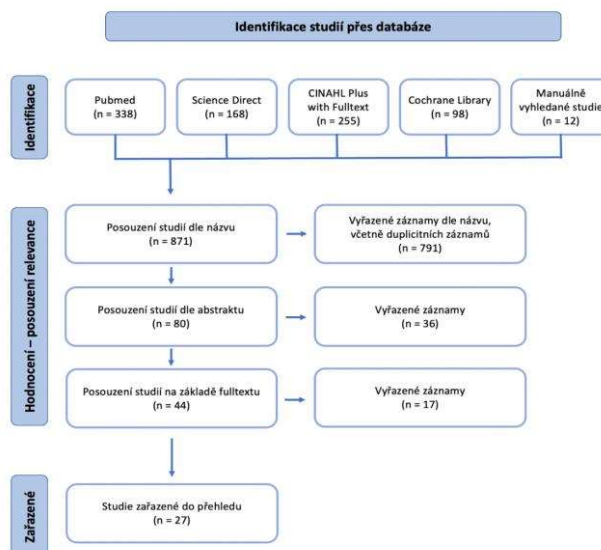 Identifikace studií přes databáze
Identifikace
Pubmed
(n = 338)
Science Direct
(n = 168)
CINAHL Plus
with Fulltext
(n = 255)
Cochrane Library
(n = 98)
Manuálně
vyhledané studie
(n = 12)
Hodnocení – posouzení relevance
Posouzení studií dle názvu
(n = 871)
Vyřazené záznamy dle názvu,
včetně duplicitních záznamů
(n = 791)
Posouzení studií dle abstraktu
(n = 80)
Vyřazené záznamy
(n = 36)
Posouzení studií na základě fulltextu
(n = 44)
Vyřazené záznamy
(n = 17)
Zařazené
Studie zařazené do přehledu
(n = 27)